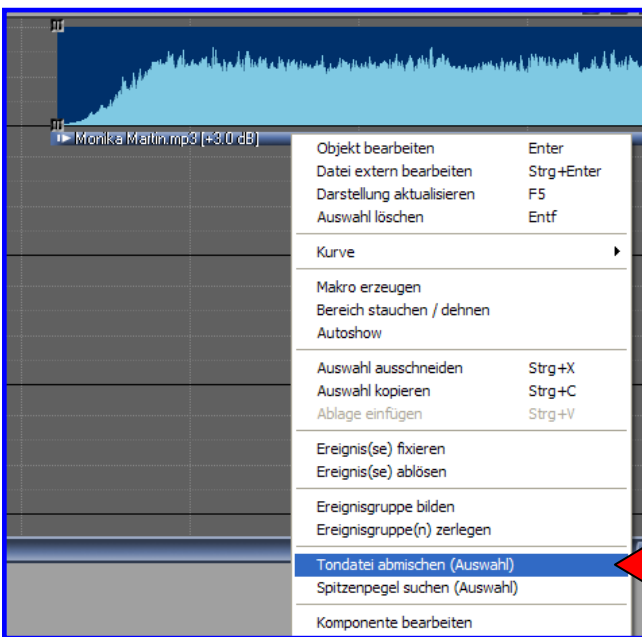 Monika Martin.mp3 [+3.0 dB]
Objekt bearbeiten Enter
Datei extern bearbeiten Strg+Enter
Darstellung aktualisieren F5
Auswahl löschen Entf
Kurve
Makro erzeugen
Bereich stauchen / dehnen
Autoshow
Auswahl ausschneiden Strg+X
Auswahl kopieren Strg+C
Ablage einfügen Strg+V
Ereignis(se) fixieren
Ereignis(se) ablösen
Ereignisgruppe bilden
Ereignisgruppe(n) zerlegen
Tondatei abmischen (Auswahl)
Spitzenpegel suchen (Auswahl)
Komponente bearbeiten